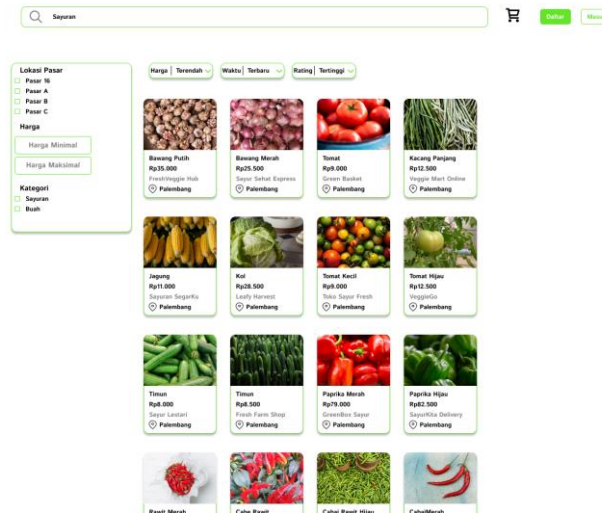 Sayuran
Daftar
Masuk
Lokasi Pasar
Pasar 16
Pasar A
Pasar B
Pasar C
Harga
Harga Minimal
Harga Maksimal
Kategori
Sayuran
Buah
Harga Terendah
Waktu Terbaru
Rating Tertinggi
Bawang Putih
Rp35.000
FreshVeggie Hub
Palembang
Bawang Merah
Rp25.500
Sayur Sehat Express
Palembang
Tomat
Rp9.000
Green Basket
Palembang
Kacang Panjang
Rp12.500
Veggie Mart Online
Palembang
Jagung
Rp11.000
Sayuran SegarKu
Palembang
Kol
Rp28.500
Leafy Harvest
Palembang
Tomat Kecil
Rp9.000
Toko Sayur Fresh
Palembang
Tomat Hijau
Rp12.500
VeggieGo
Palembang
Timun
Rp8.000
Sayur Lestari
Palembang
Timun
Rp8.500
Fresh Farm Shop
Palembang
Paprika Merah
Rp79.000
GreenBox Sayur
Palembang
Paprika Hijau
Rp82.500
SayurKita Delivery
Palembang
Rawit Merah
Cabe Rawit
Cabai Rawit Hijau
CabaiMerah